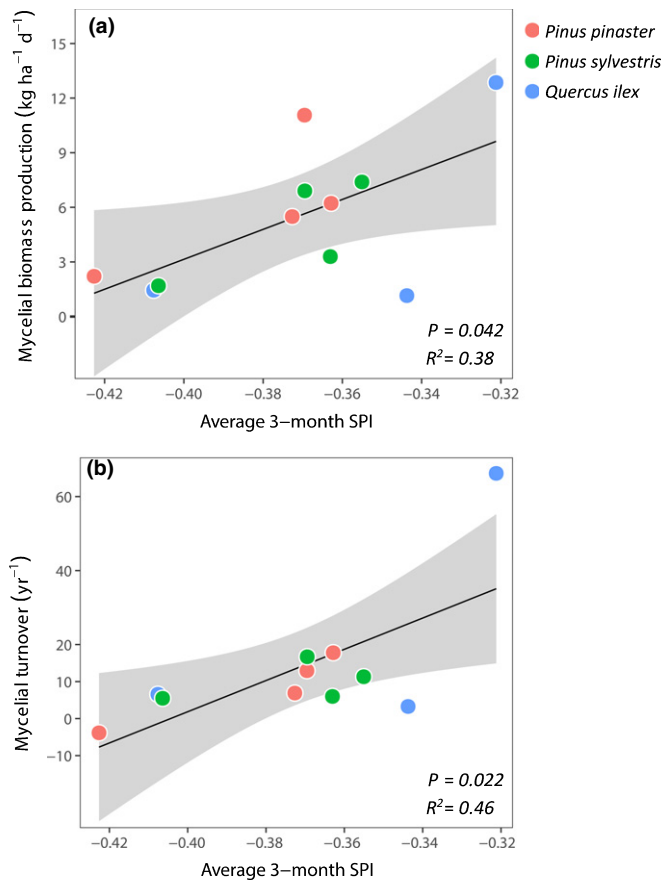 (a)
Pinus pinaster
Pinus sylvestris
Quercus ilex
Mycelial biomass production (kg ha⁻¹ d⁻¹)
15
12
9
6
3
0
P = 0.042
R² = 0.38
−0.42 −0.40 −0.38 −0.36 −0.34 −0.32
Average 3−month SPI
(b)
Mycelial turnover (yr⁻¹)
60
40
20
10
0
−10
P = 0.022
R² = 0.46
−0.42 −0.40 −0.38 −0.36 −0.34 −0.32
Average 3−month SPI